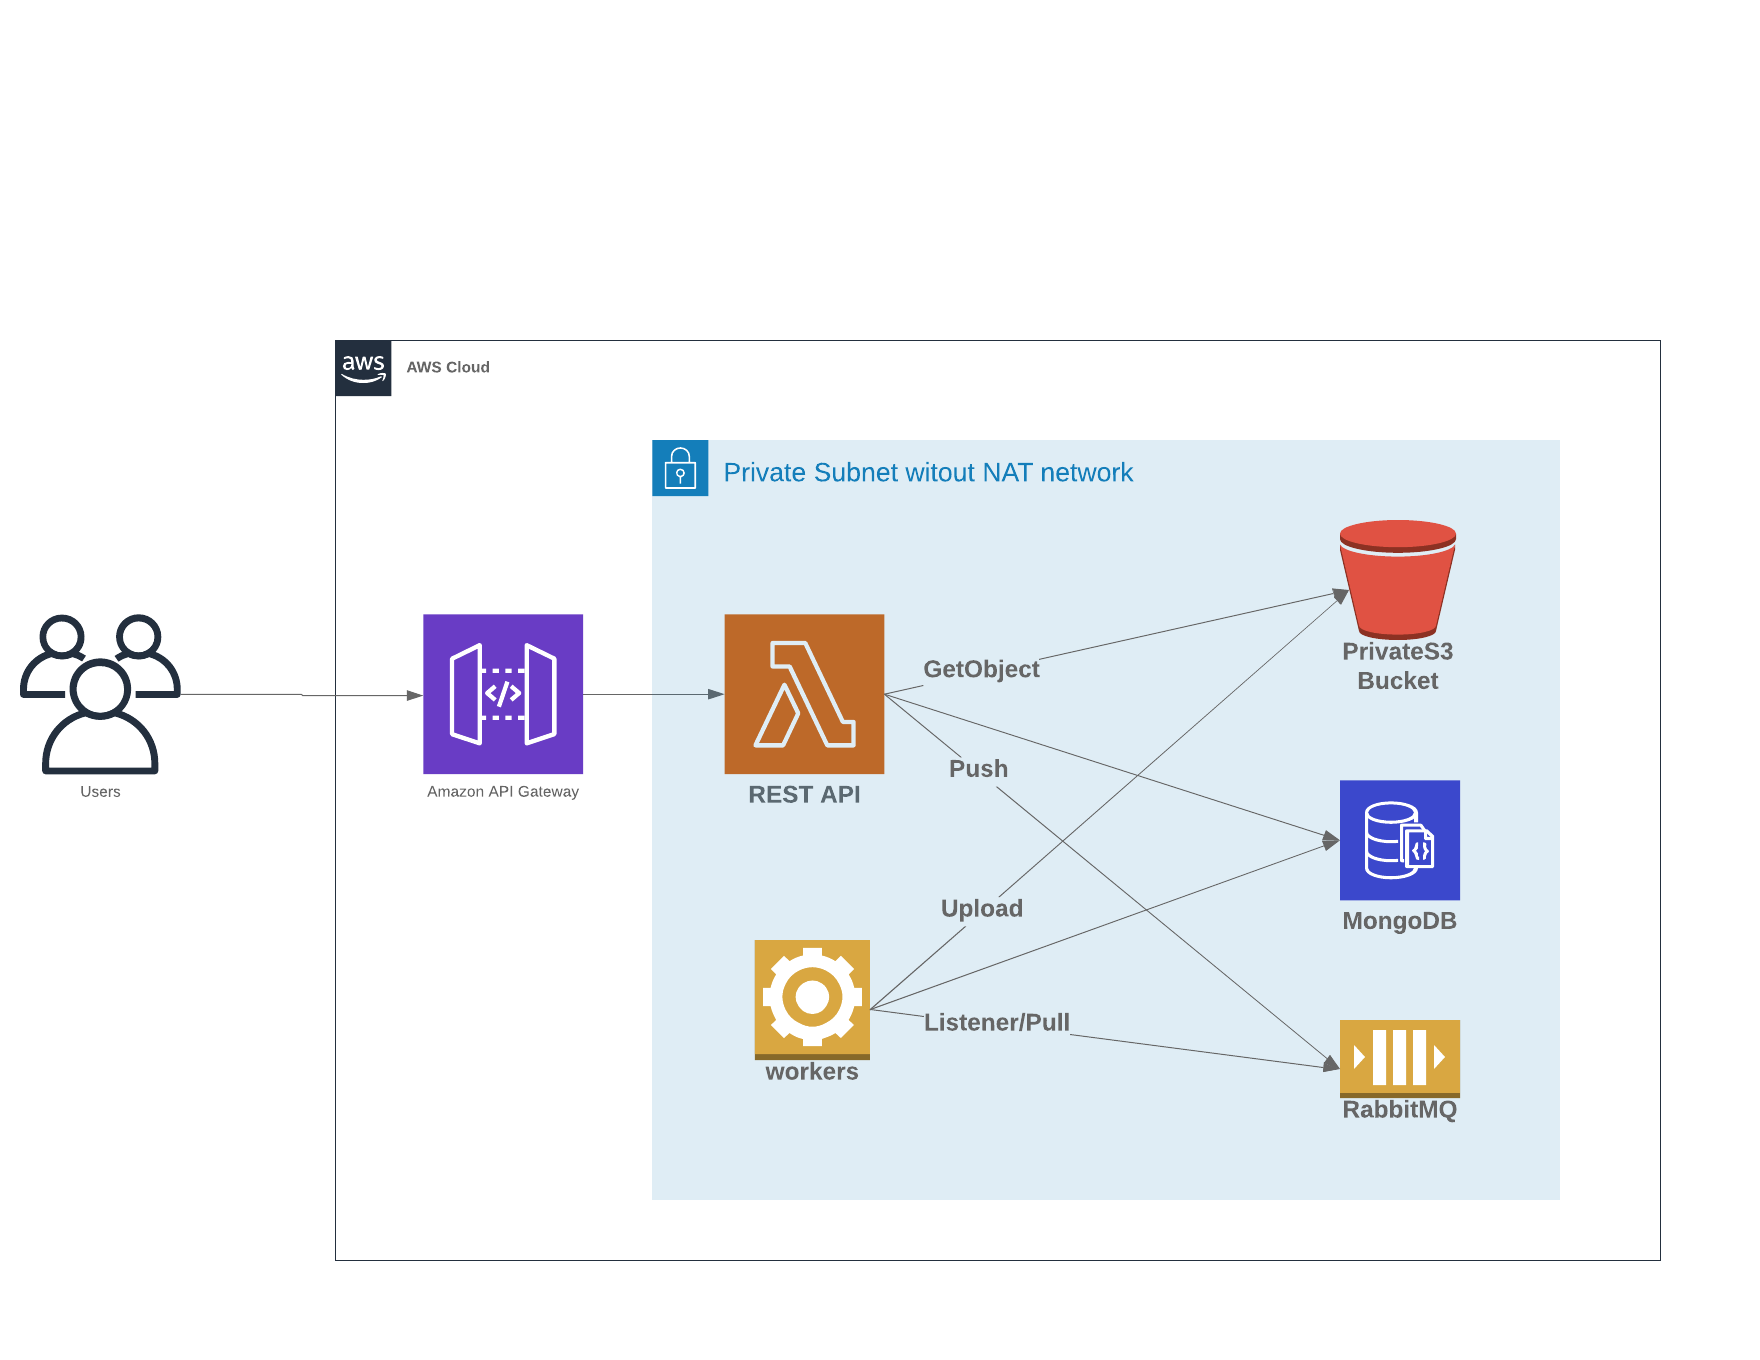 aws
AWS Cloud
Private Subnet witout NAT network
GetObject
PrivateS3
Bucket
Push
Users
Amazon API Gateway
REST API
Upload
MongoDB
Listener/Pull
workers
RabbitMQ